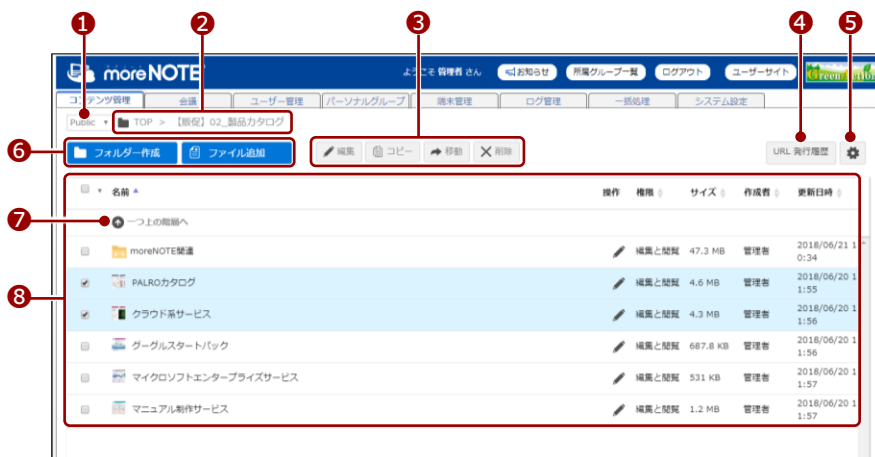 1 2 3 4 5
moreNOTE
ようこそ 管理者 さん お知らせ 所属グループ一覧 ログアウト ユーザーサイト
コンテンツ管理 会議 ユーザー管理 パーソナルグループ 端末管理 ログ管理 一括処理 システム設定
Public TOP > 【販促】02_製品カタログ
6 フォルダー作成 ファイル追加 編集 コピー 移動 削除 URL 発行履歴
名前 操作 権限 サイズ 作成者 更新日時
7 一つ上の階層へ
moreNOTE関連 編集と閲覧 47.3 MB 管理者 2018/06/21 1
0:34
8 PALROカタログ 編集と閲覧 4.6 MB 管理者 2018/06/20 1
1:55
クラウド系サービス 編集と閲覧 4.3 MB 管理者 2018/06/20 1
1:56
グーグルスタートパック 編集と閲覧 687.8 KB 管理者 2018/06/20 1
1:56
マイクロソフトエンタープライズサービス 編集と閲覧 531 KB 管理者 2018/06/20 1
1:57
マニュアル制作サービス 編集と閲覧 1.2 MB 管理者 2018/06/20 1
1:57